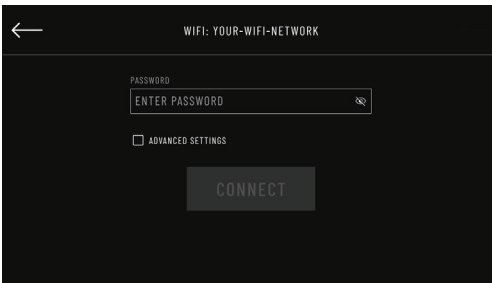 WIFI: YOUR-WIFI-NETWORK
PASSWORD
ENTER PASSWORD
ADVANCED SETTINGS
CONNECT